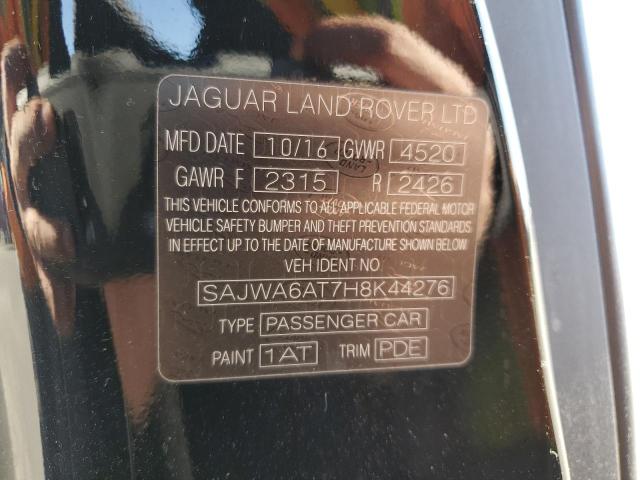 JAGUAR LAND ROVER LTD
MFD DATE 10/16 GVWR 4520
GAWR F 2315 R 2426
THIS VEHICLE CONFORMS TO ALL APPLICABLE FEDERAL MOTOR
VEHICLE SAFETY BUMPER AND THEFT PREVENTION STANDARDS
IN EFFECT UP TO THE DATE OF MANUFACTURE SHOWN BELOW
VEH IDENT NO
SAJWA6AT7H8K44276
TYPE PASSENGER CAR
PAINT 1AT TRIM PDE